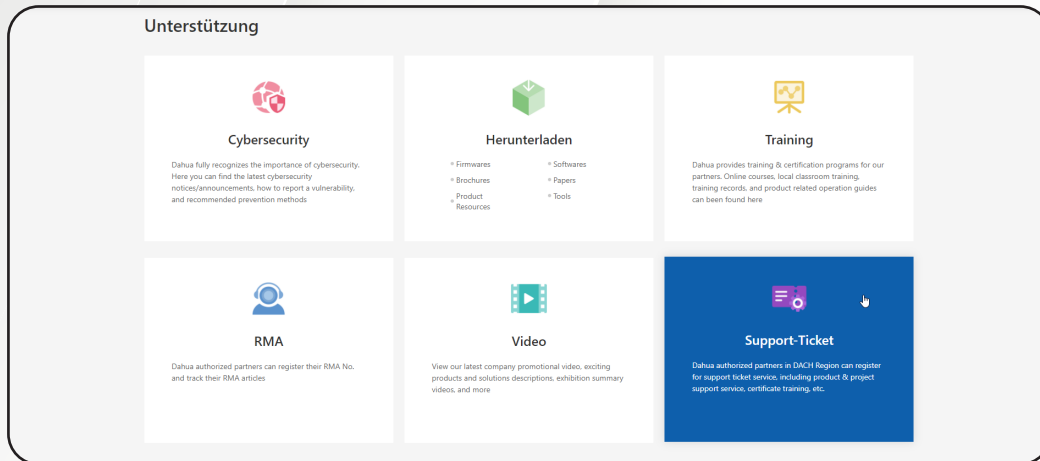 Unterstützung
Cybersecurity
Dahua fully recognizes the importance of cybersecurity.
Here you can find the latest cybersecurity
notices/announcements, how to report a vulnerability,
and recommended prevention methods
Herunterladen
Firmwares
Softwares
Brochures
Papers
Product
Resources
Tools
Training
Dahua provides training & certification programs for our
partners. Online courses, local classroom training,
training records, and product related operation guides
can been found here
RMA
Dahua authorized partners can register their RMA No.
and track their RMA articles
Video
View our latest company promotional video, exciting
products and solutions descriptions, exhibition summary
videos, and more
Support-Ticket
Dahua authorized partners in DACH Region can register
for support ticket service, including product & project
support service, certificate training, etc.